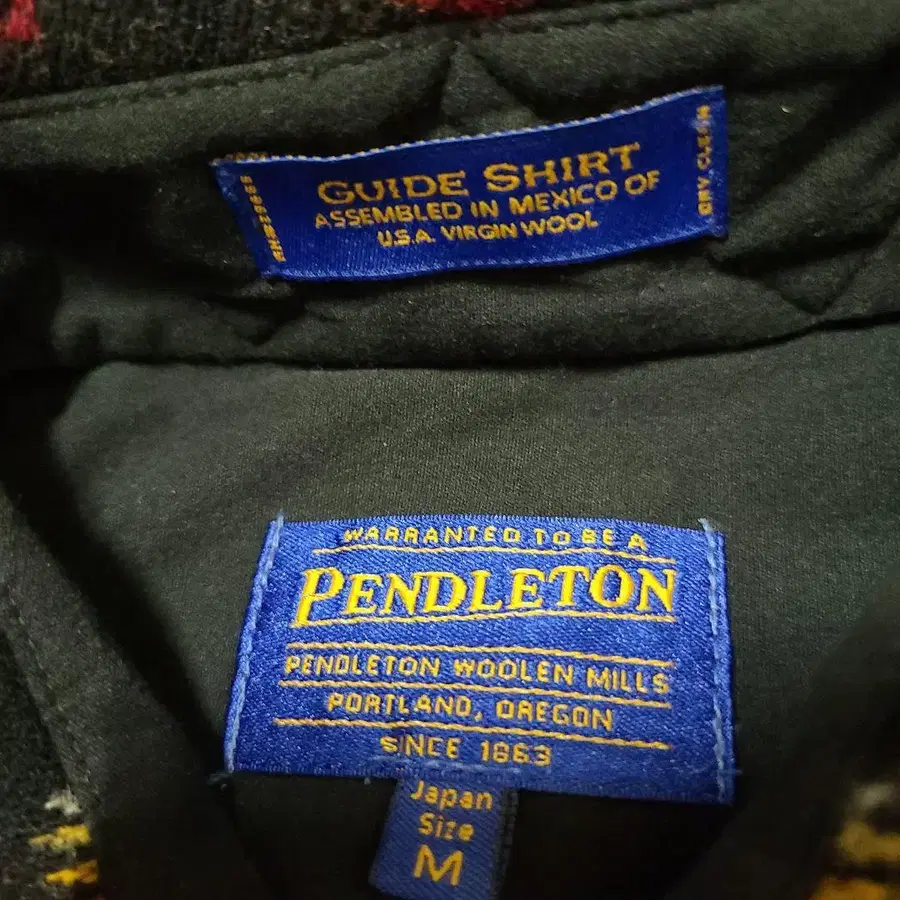 GUIDE SHIRT
ASSEMBLED IN MEXICO OF
U.S.A. VIRGIN WOOL
DRY CLEAN
WARRANTED TO BE A
PENDLETON
PENDLETON WOOLEN MILLS
PORTLAND, OREGON
SINCE 1863
Japan
Size
M